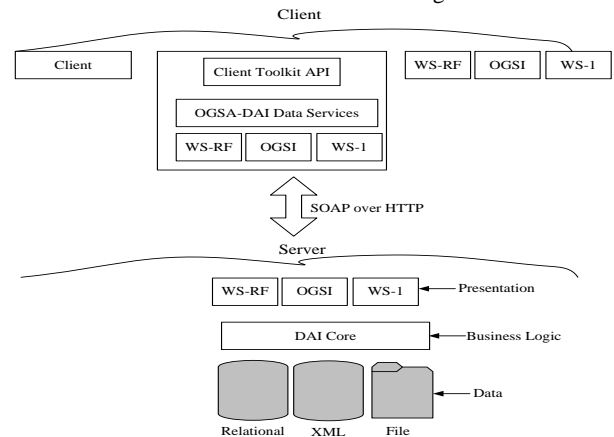 Client
Client
Client Toolkit API
WS-RF OGSI WS-1
OGSA-DAI Data Services
WS-RF OGSI WS-1
SOAP over HTTP
Server
WS-RF OGSI WS-1
Presentation
DAI Core
Business Logic
Data
Relational XML File